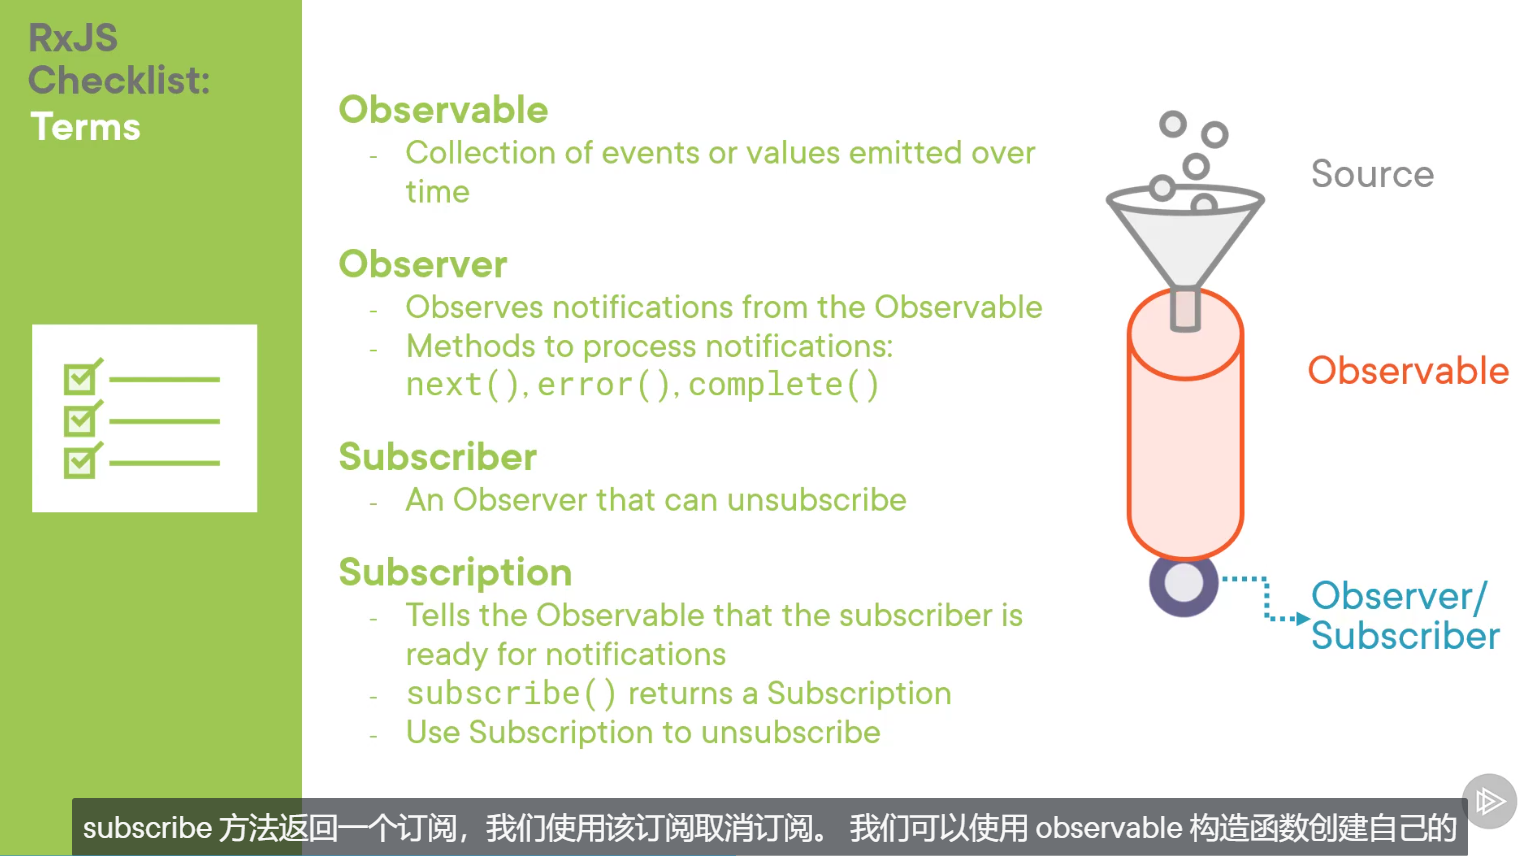 RxJS
Checklist:
Terms
Observable
- Collection of events or values emitted over
time
Observer
- Observes notifications from the Observable
- Methods to process notifications:
next(), error(), complete()
Subscriber
- An Observer that can unsubscribe
Subscription
- Tells the Observable that the subscriber is
ready for notifications
- subscribe() returns a Subscription
- Use Subscription to unsubscribe
Source
Observable
Observer/
Subscriber
subscribe 方法返回一个订阅，我们使用该订阅取消订阅。 我们可以使用 observable 构造函数创建自己的